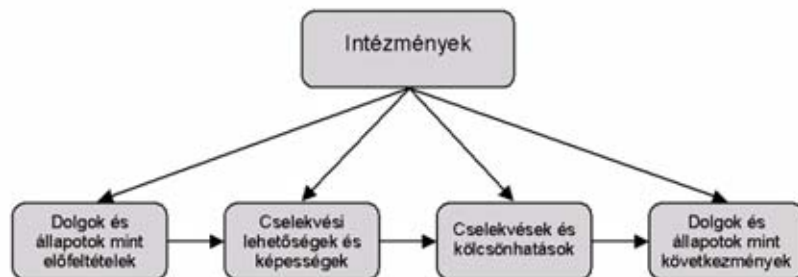 Intézmények
Dolgok és
állapotok mint
előfeltételek
Cselekvési
lehetőségek és
képességek
Cselekvések és
kölcsönhatások
Dolgok és
állapotok mint
következmények